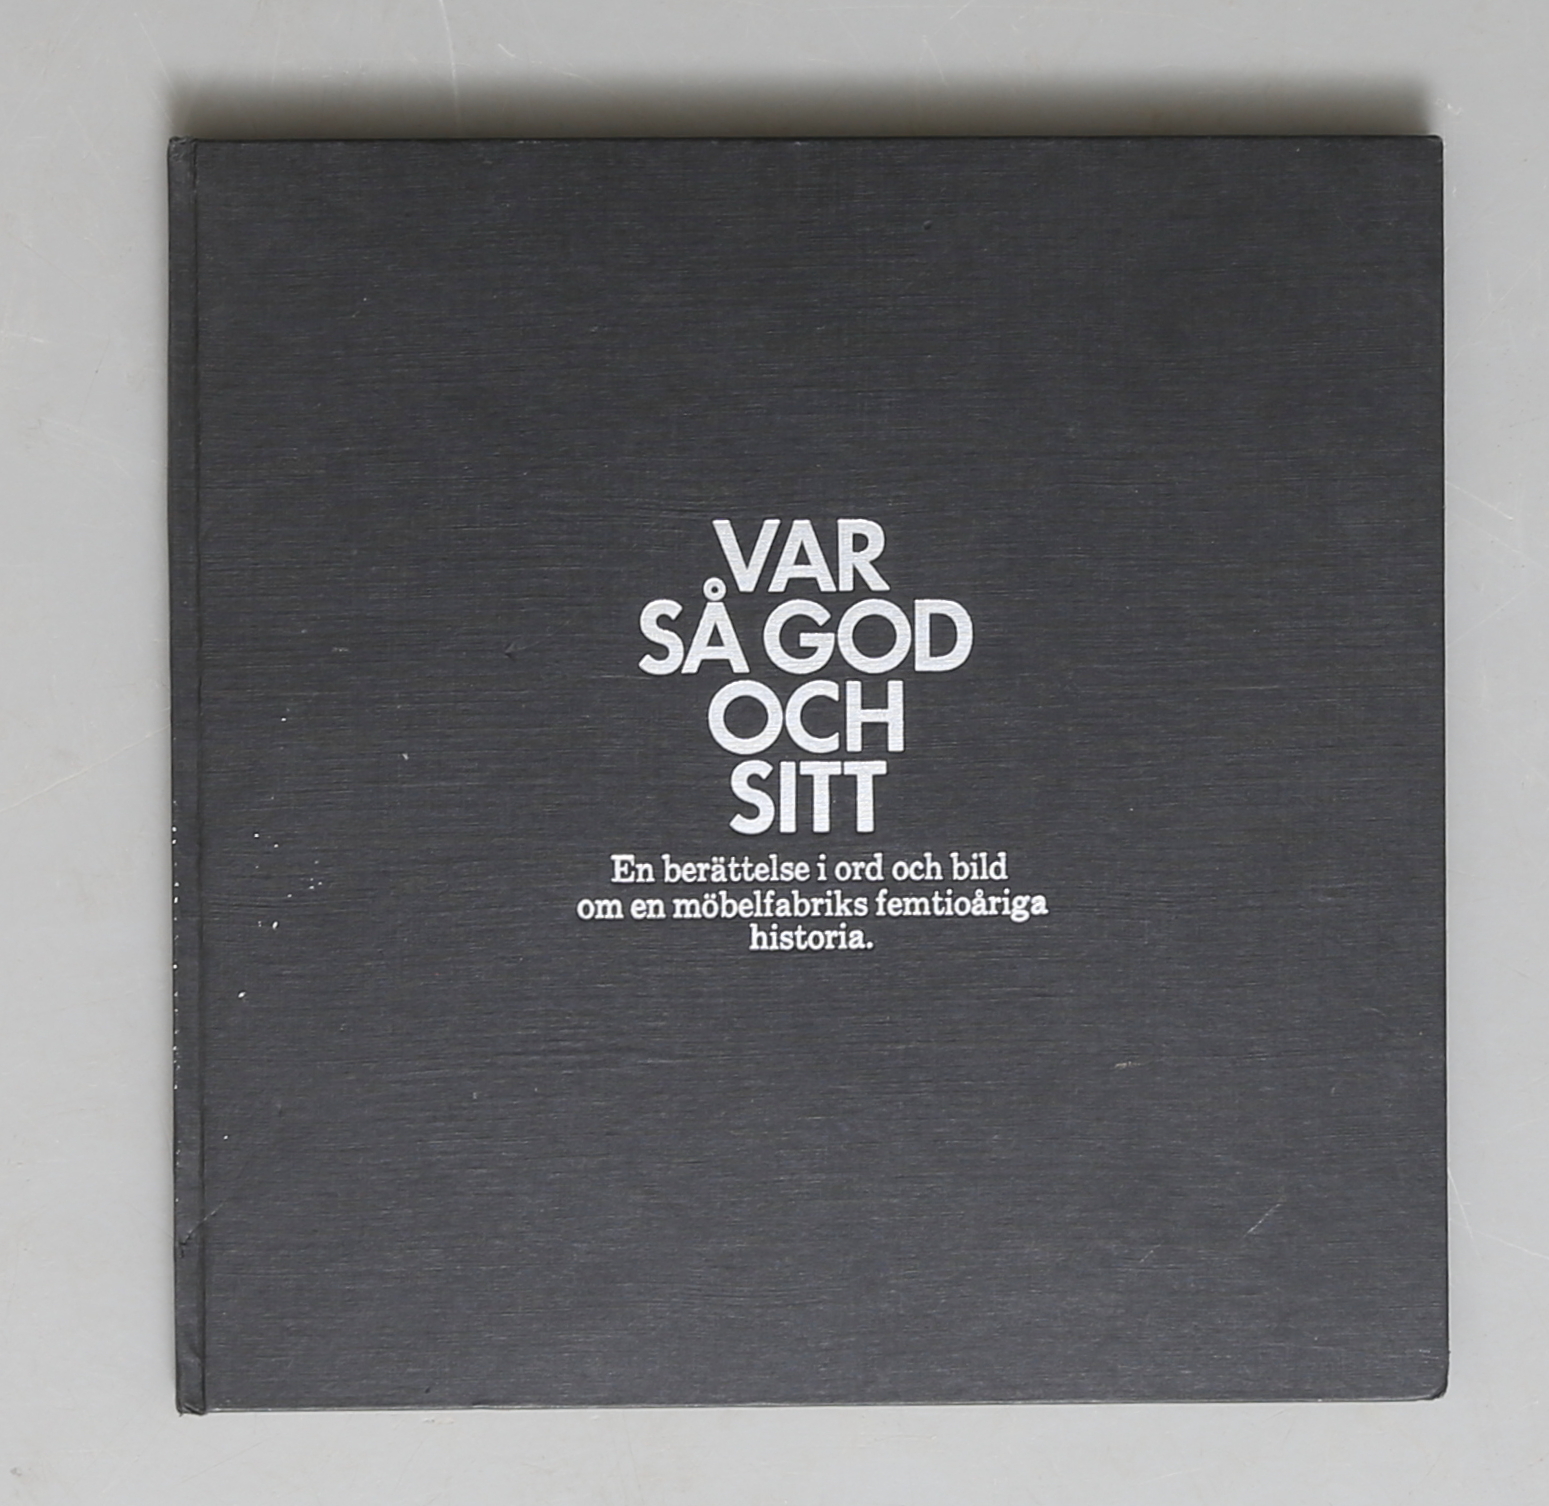 VAR
SÅ GOD
OCH
SITT
En berättelse i ord och bild
om en möbelfabriks femtioåriga
historia.